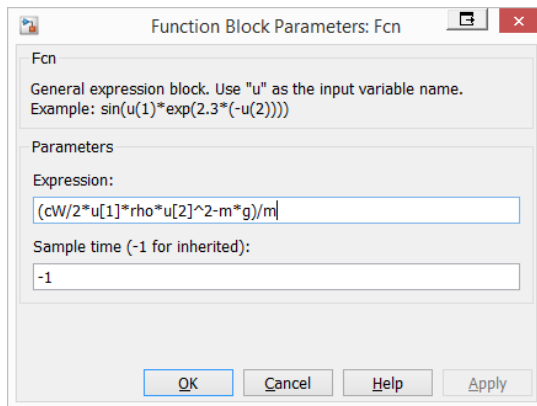 Function Block Parameters: Fcn
Fcn
General expression block. Use "u" as the input variable name.
Example: sin(u(1)*exp(2.3*(-u(2))))
Parameters
Expression:
(cW/2*u[1]*rho*u[2]^2-m*g)/m
Sample time (-1 for inherited):
-1
OK Cancel Help Apply